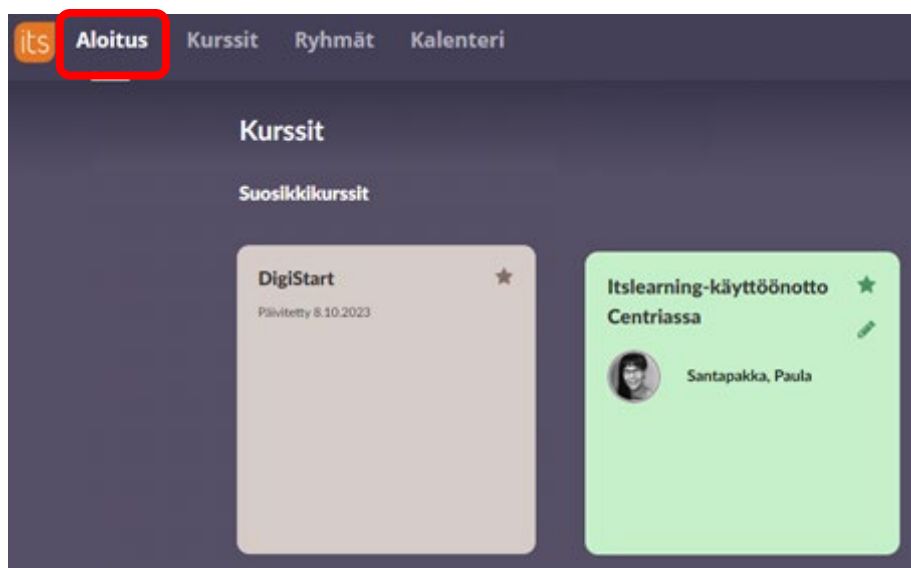 its Aloitus Kurssit Ryhmät Kalenteri
Kurssit
Suosikkikurssit
DigiStart
Päivitetty 8.10.2023
Itslearning-käyttöönotto
Centriassa
Santapakka, Paula